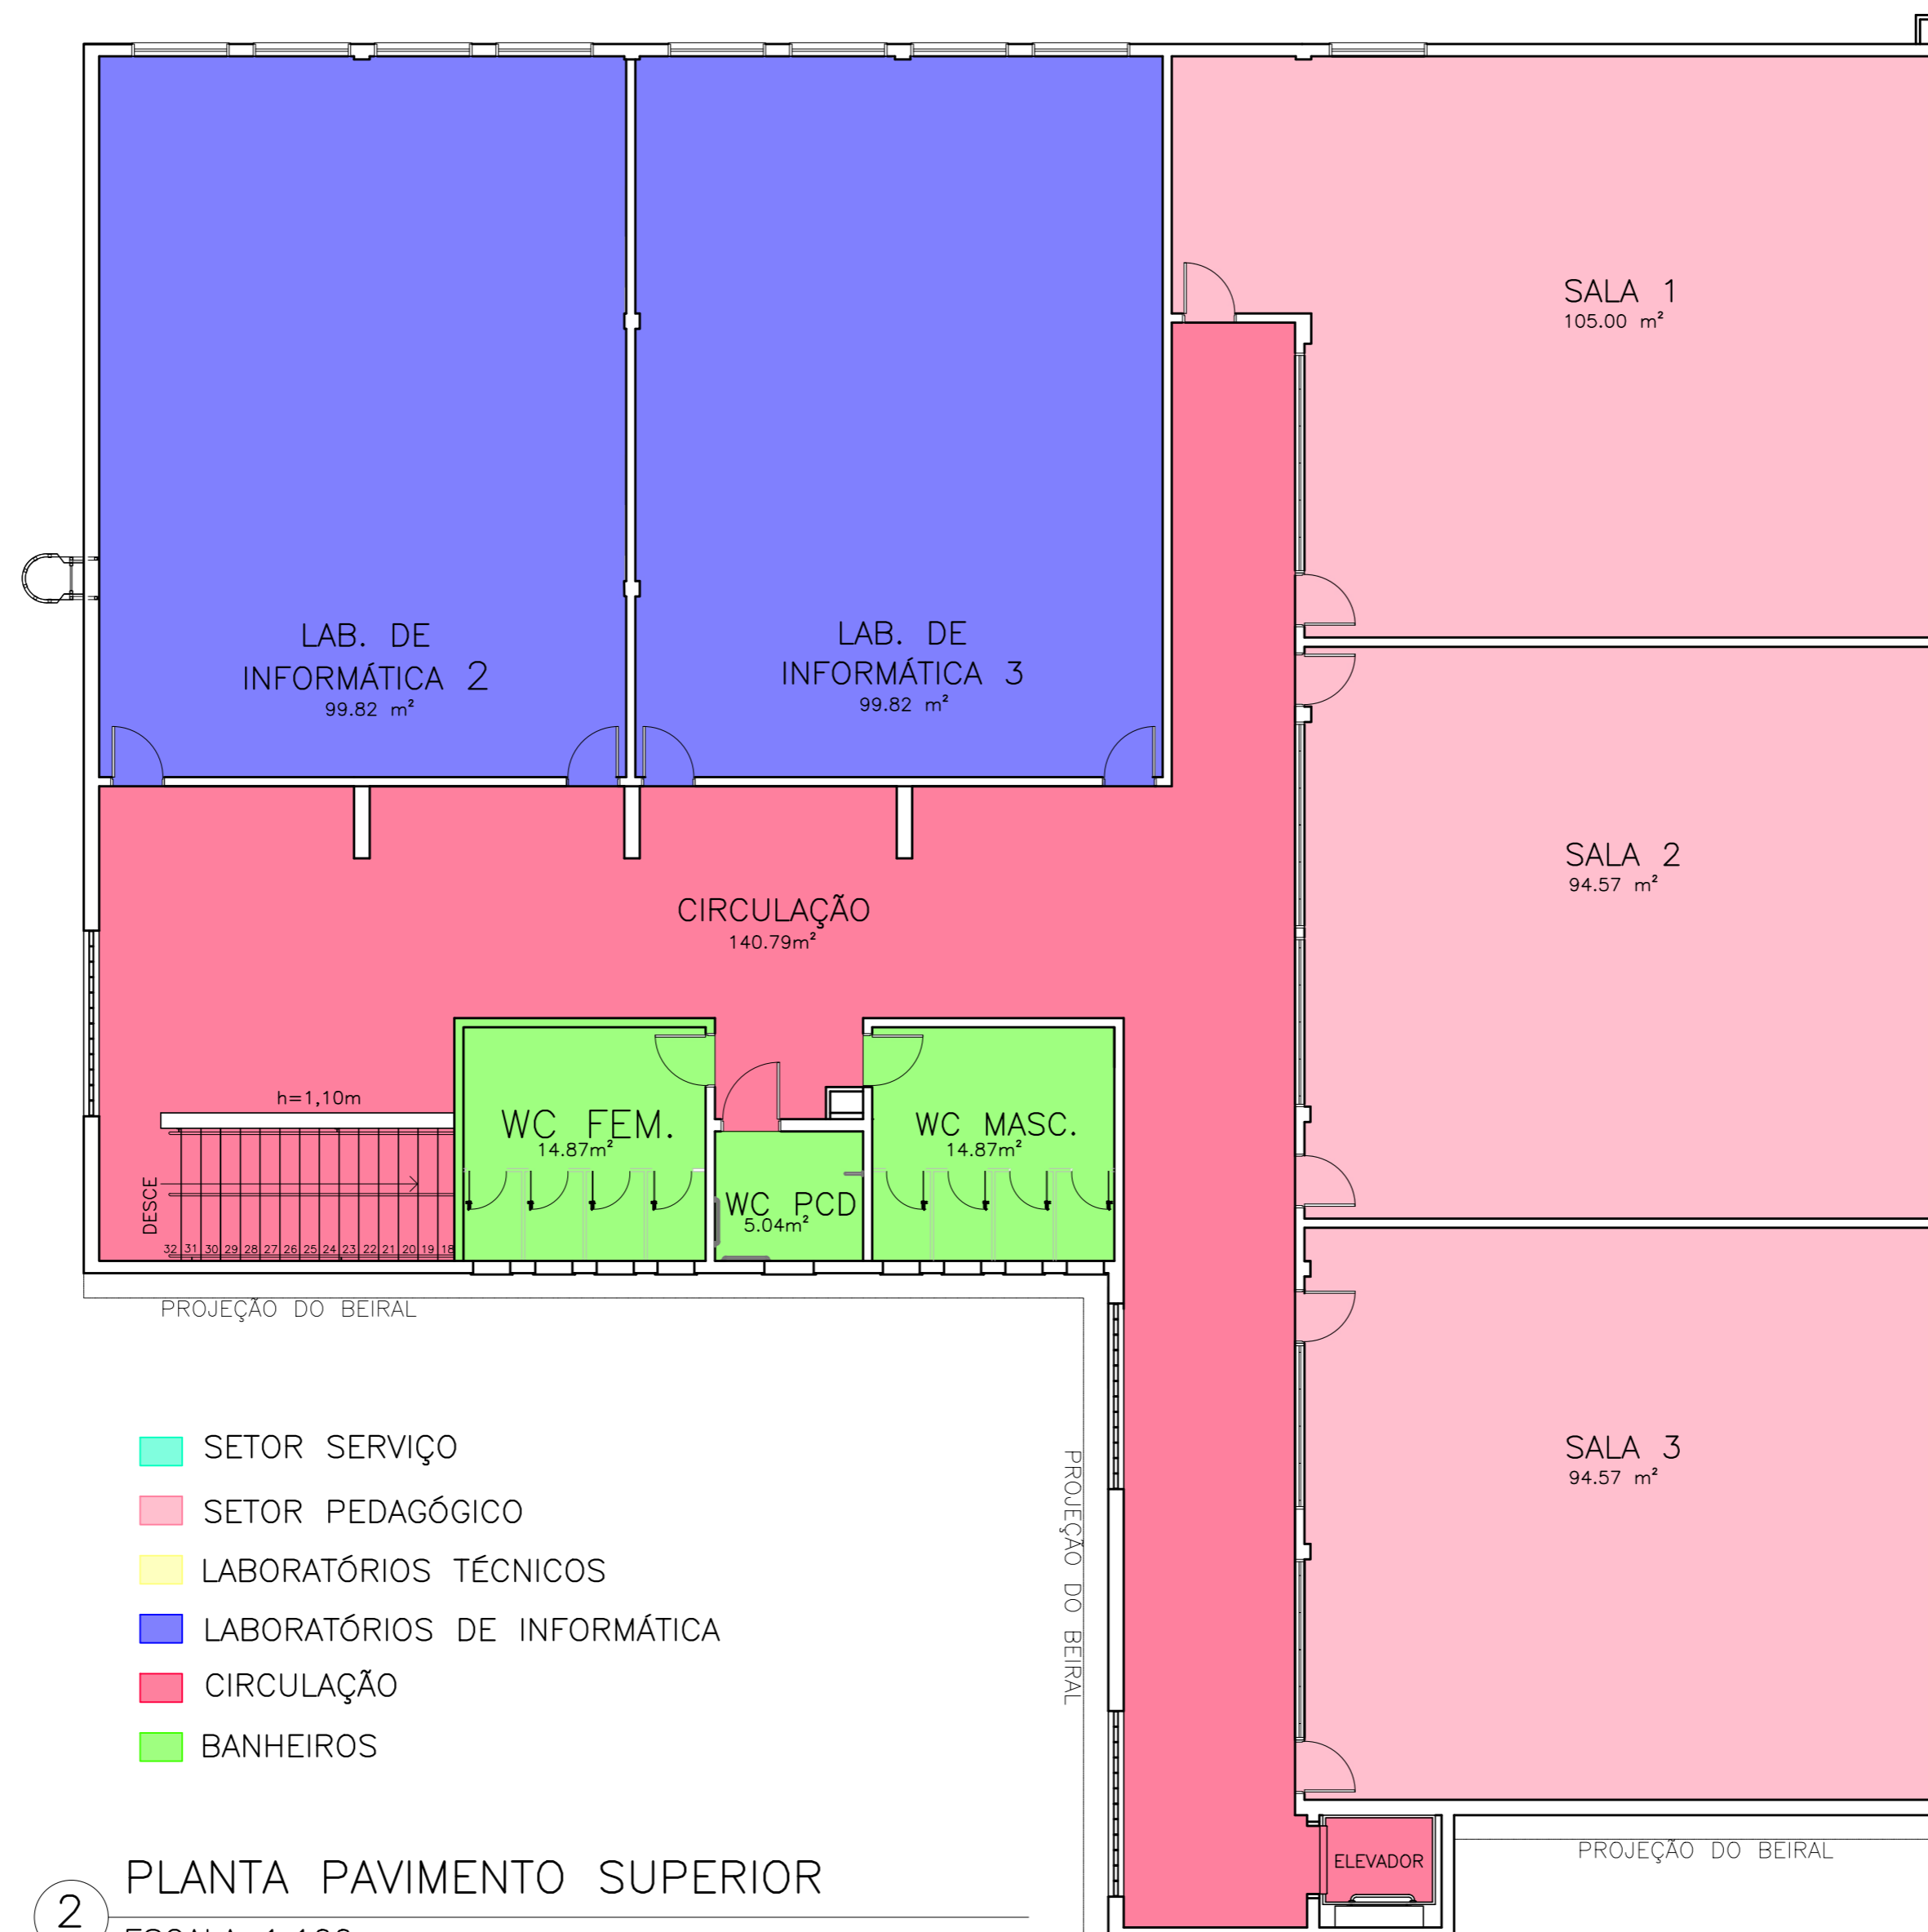 SALA 1
105.00 m²
LAB. DE
INFORMÁTICA 2
99.82 m²
LAB. DE
INFORMÁTICA 3
99.82 m²
SALA 2
94.57 m²
CIRCULAÇÃO
140.79m²
h=1,10m
WC FEM.
14.87m²
WC MASC.
14.87m²
WC PCD
5.04m²
DESCE
32 31 30 29 28 27 26 25 24 23 22 21 20 19 18
PROJEÇÃO DO BEIRAL
SALA 3
94.57 m²
SETOR SERVIÇO
SETOR PEDAGÓGICO
LABORATÓRIOS TÉCNICOS
LABORATÓRIOS DE INFORMÁTICA
CIRCULAÇÃO
BANHEIROS
PROJEÇÃO DO BEIRAL
PROJEÇÃO DO BEIRAL
ELEVADOR
2
PLANTA PAVIMENTO SUPERIOR